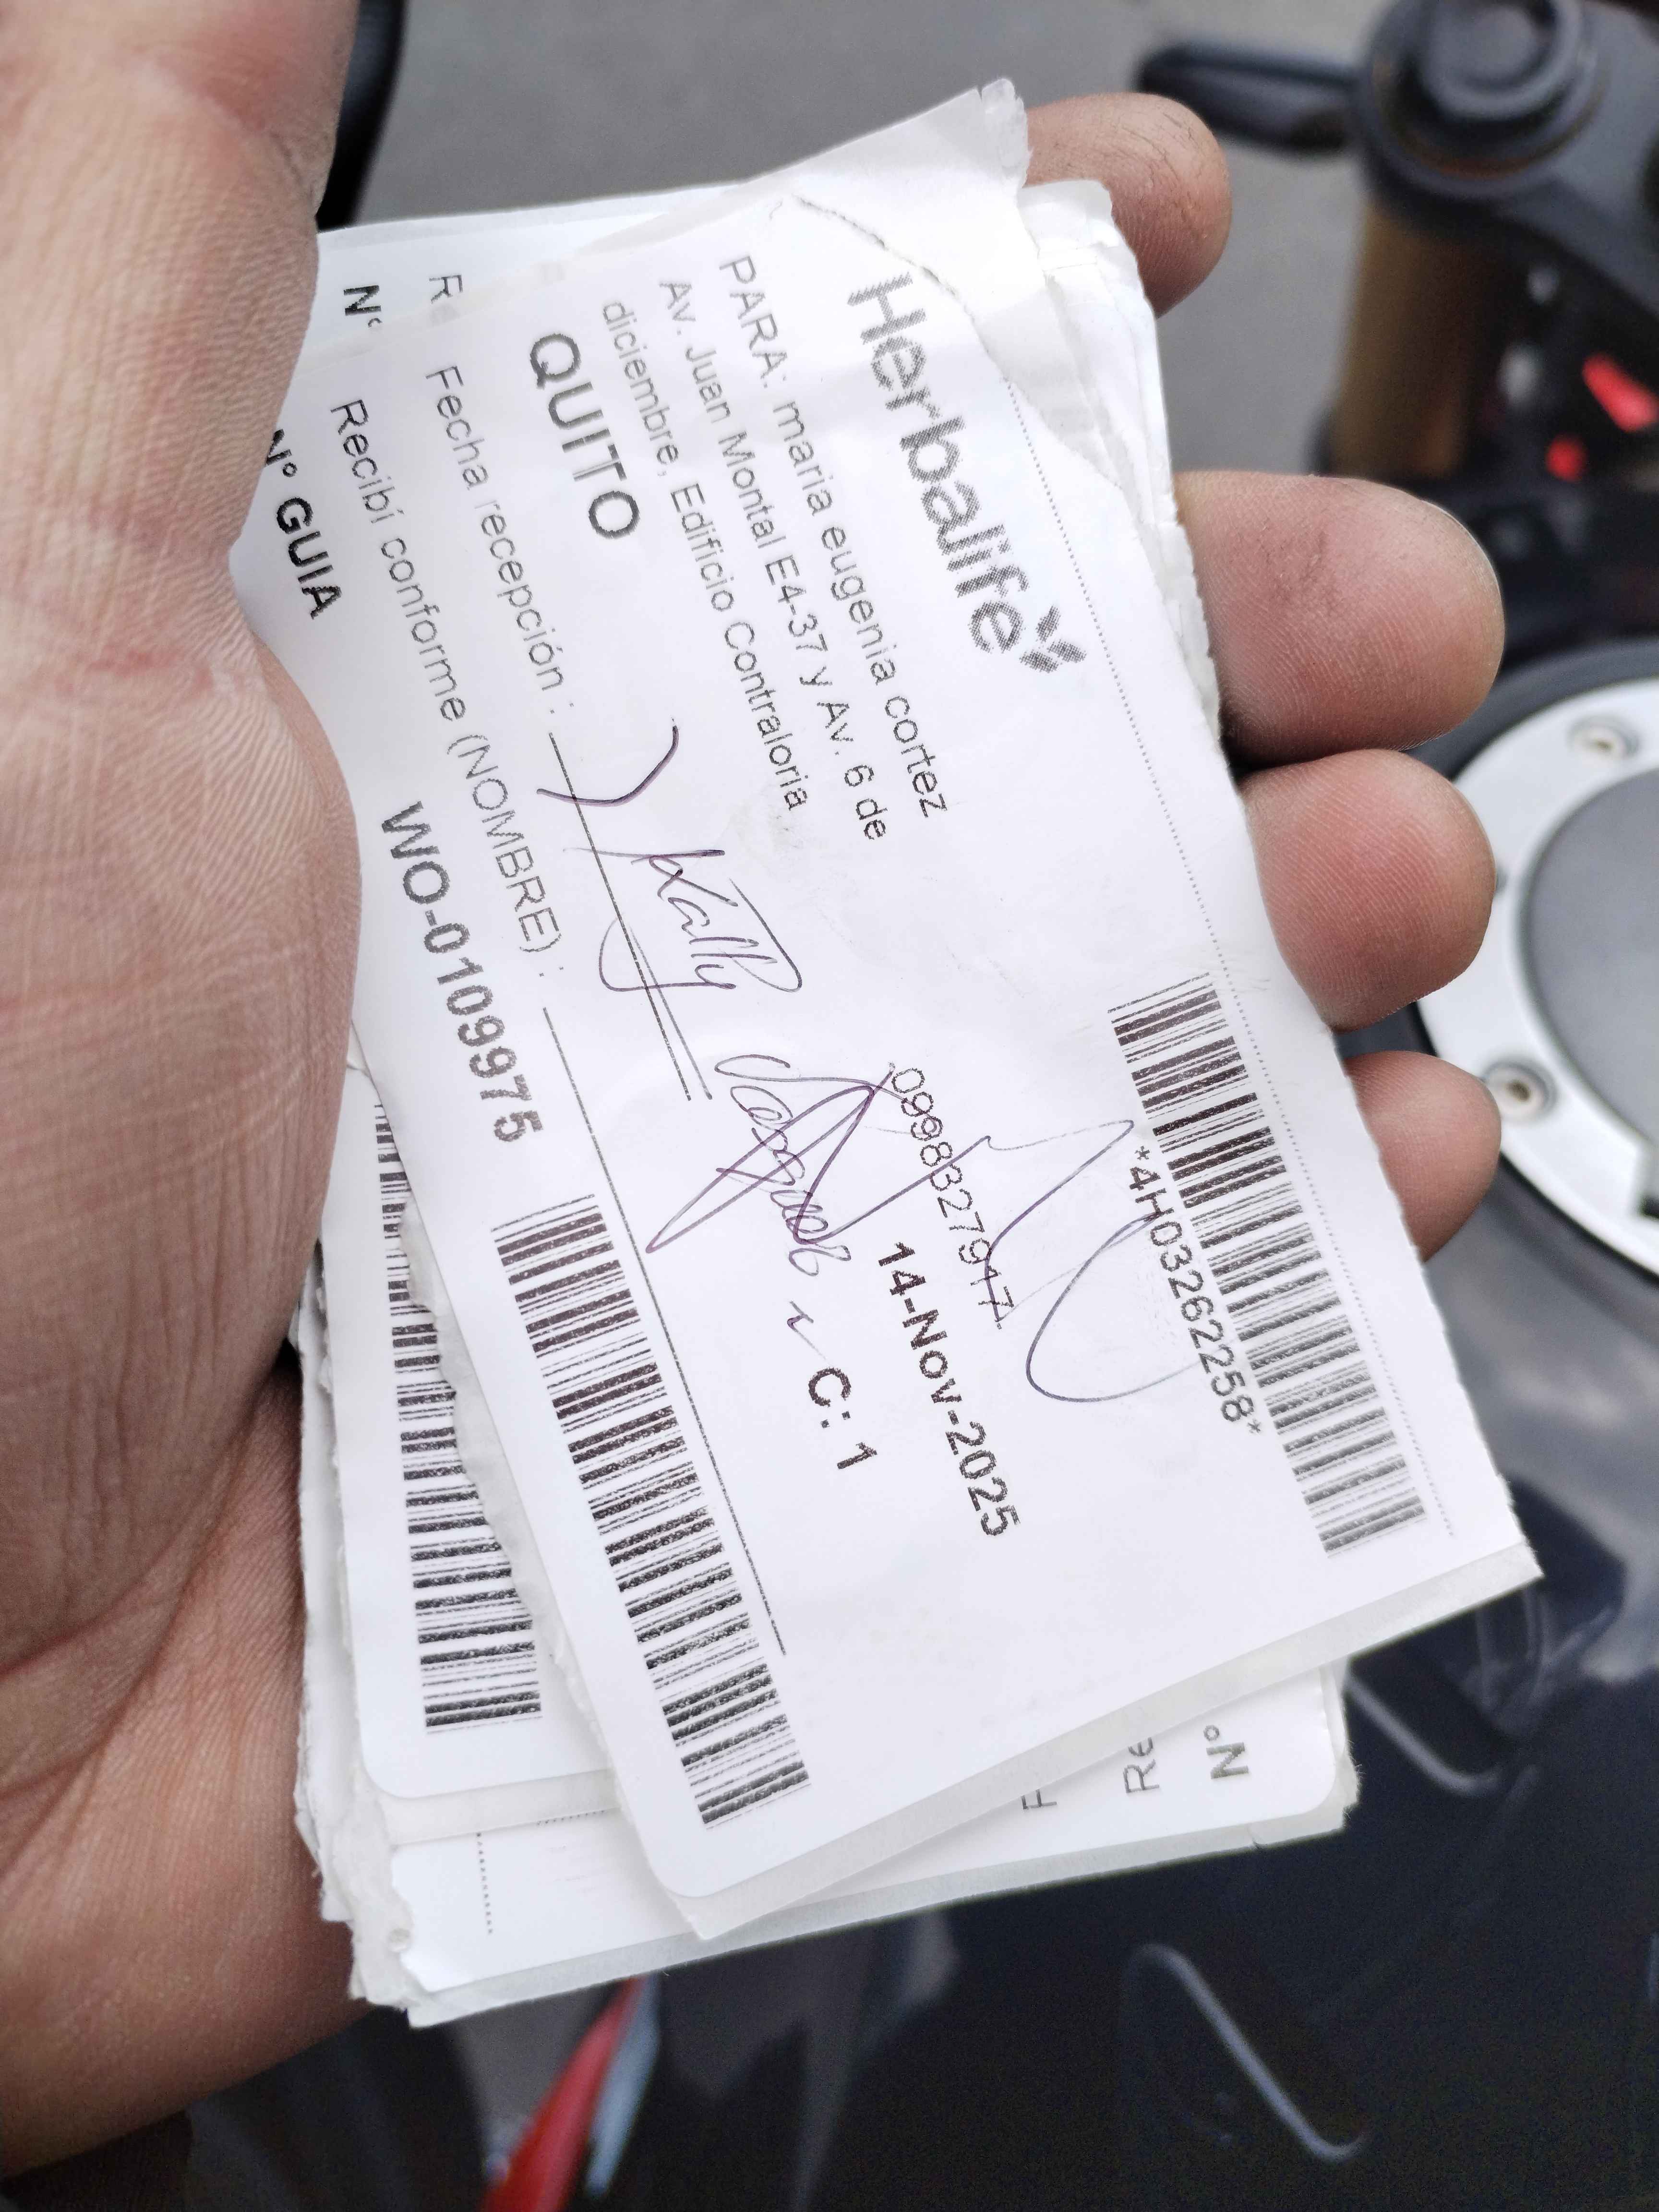 Herbalife
*4H03262258*
PARA: maria eugenia cortez
0998327917
Av. Juan Montal E4-37 y Av. 6 de
14-Nov-2025
diciembre, Edificio Contraloria
QUITO
C: 1
Fecha recepción :
Recibí conforme (NOMBRE) :
N° GUIA
WO-0109975
N°
Re
N°